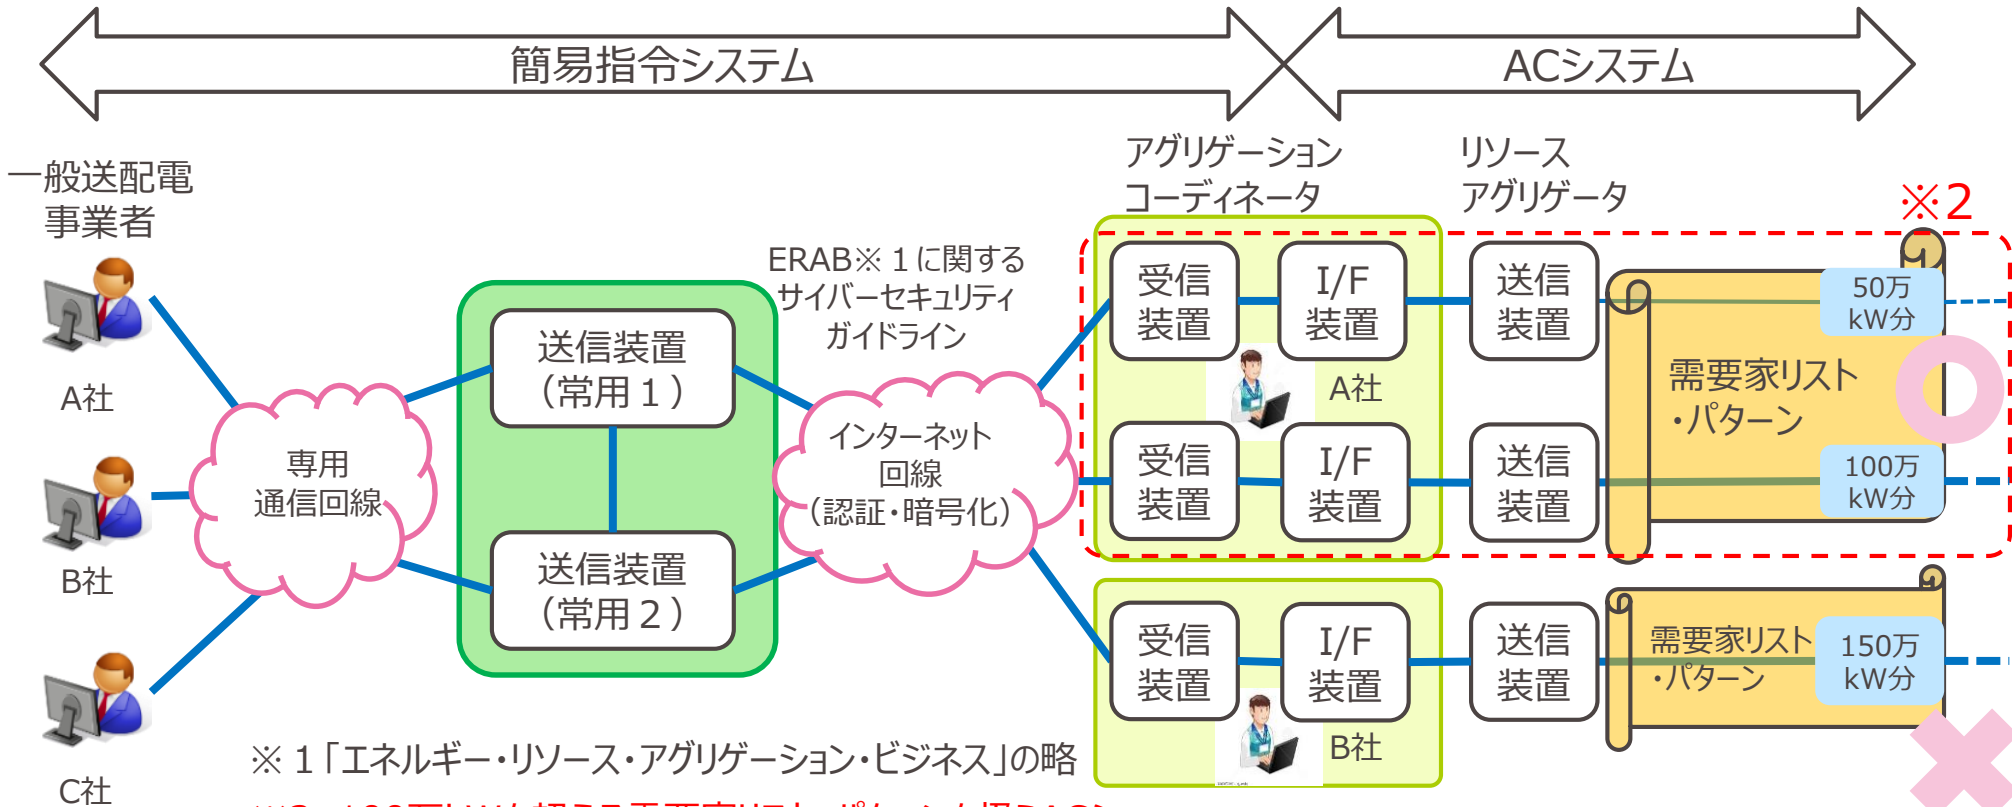 簡易指令システム
ACシステム
一般送配電
事業者
A社
B社
C社
専用
通信回線
送信装置
（常用１）
送信装置
（常用２）
ERAB※１に関する
サイバーセキュリティ
ガイドライン
インターネット
回線
（認証・暗号化）
アグリゲーション
コーディネータ
リソース
アグリゲータ
※2
受信
装置
I/F
装置
送信
装置
A社
受信
装置
I/F
装置
送信
装置
需要家リスト
・パターン
50万
kW分
100万
kW分
受信
装置
I/F
装置
送信
装置
B社
需要家リスト
・パターン
150万
kW分
※１「エネルギー・リソース・アグリゲーション・ビジネス」の略